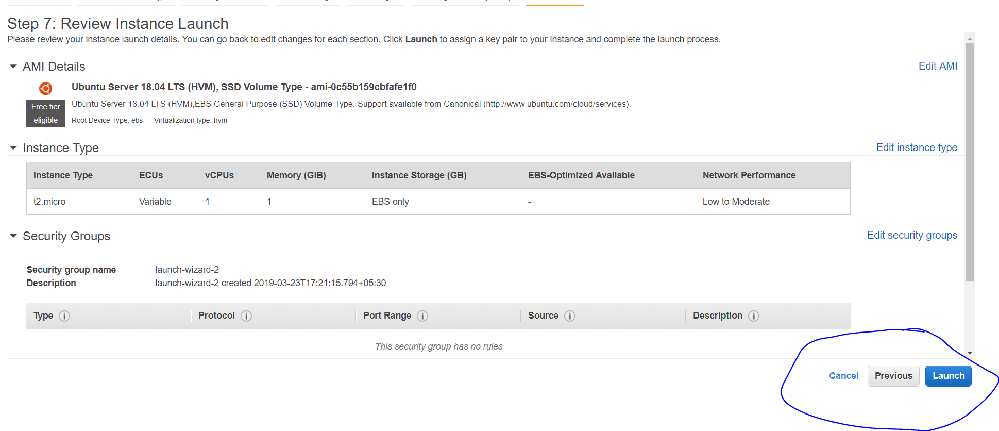 Step 7: Review Instance Launch
Please review your instance launch details. You can go back to edit changes for each section. Click Launch to assign a key pair to your instance and complete the launch process.
AMI Details
Edit AMI
Ubuntu Server 18.04 LTS (HVM), SSD Volume Type - ami-0c55b159cbfafe1f0
Free tier
eligible
Ubuntu Server 18.04 LTS (HVM),EBS General Purpose (SSD) Volume Type. Support available from Canonical (http://www.ubuntu.com/cloud/services).
Root Device Type: ebs Virtualization type: hvm
Instance Type
Edit instance type
Instance Type ECUs vCPUs Memory (GiB) Instance Storage (GB) EBS-Optimized Available Network Performance
t2.micro Variable 1 1 EBS only - Low to Moderate
Security Groups
Edit security groups
Security group name launch-wizard-2
Description launch-wizard-2 created 2019-03-23T17:21:15.794+05:30
Type Protocol Port Range Source Description
This security group has no rules
Cancel Previous Launch